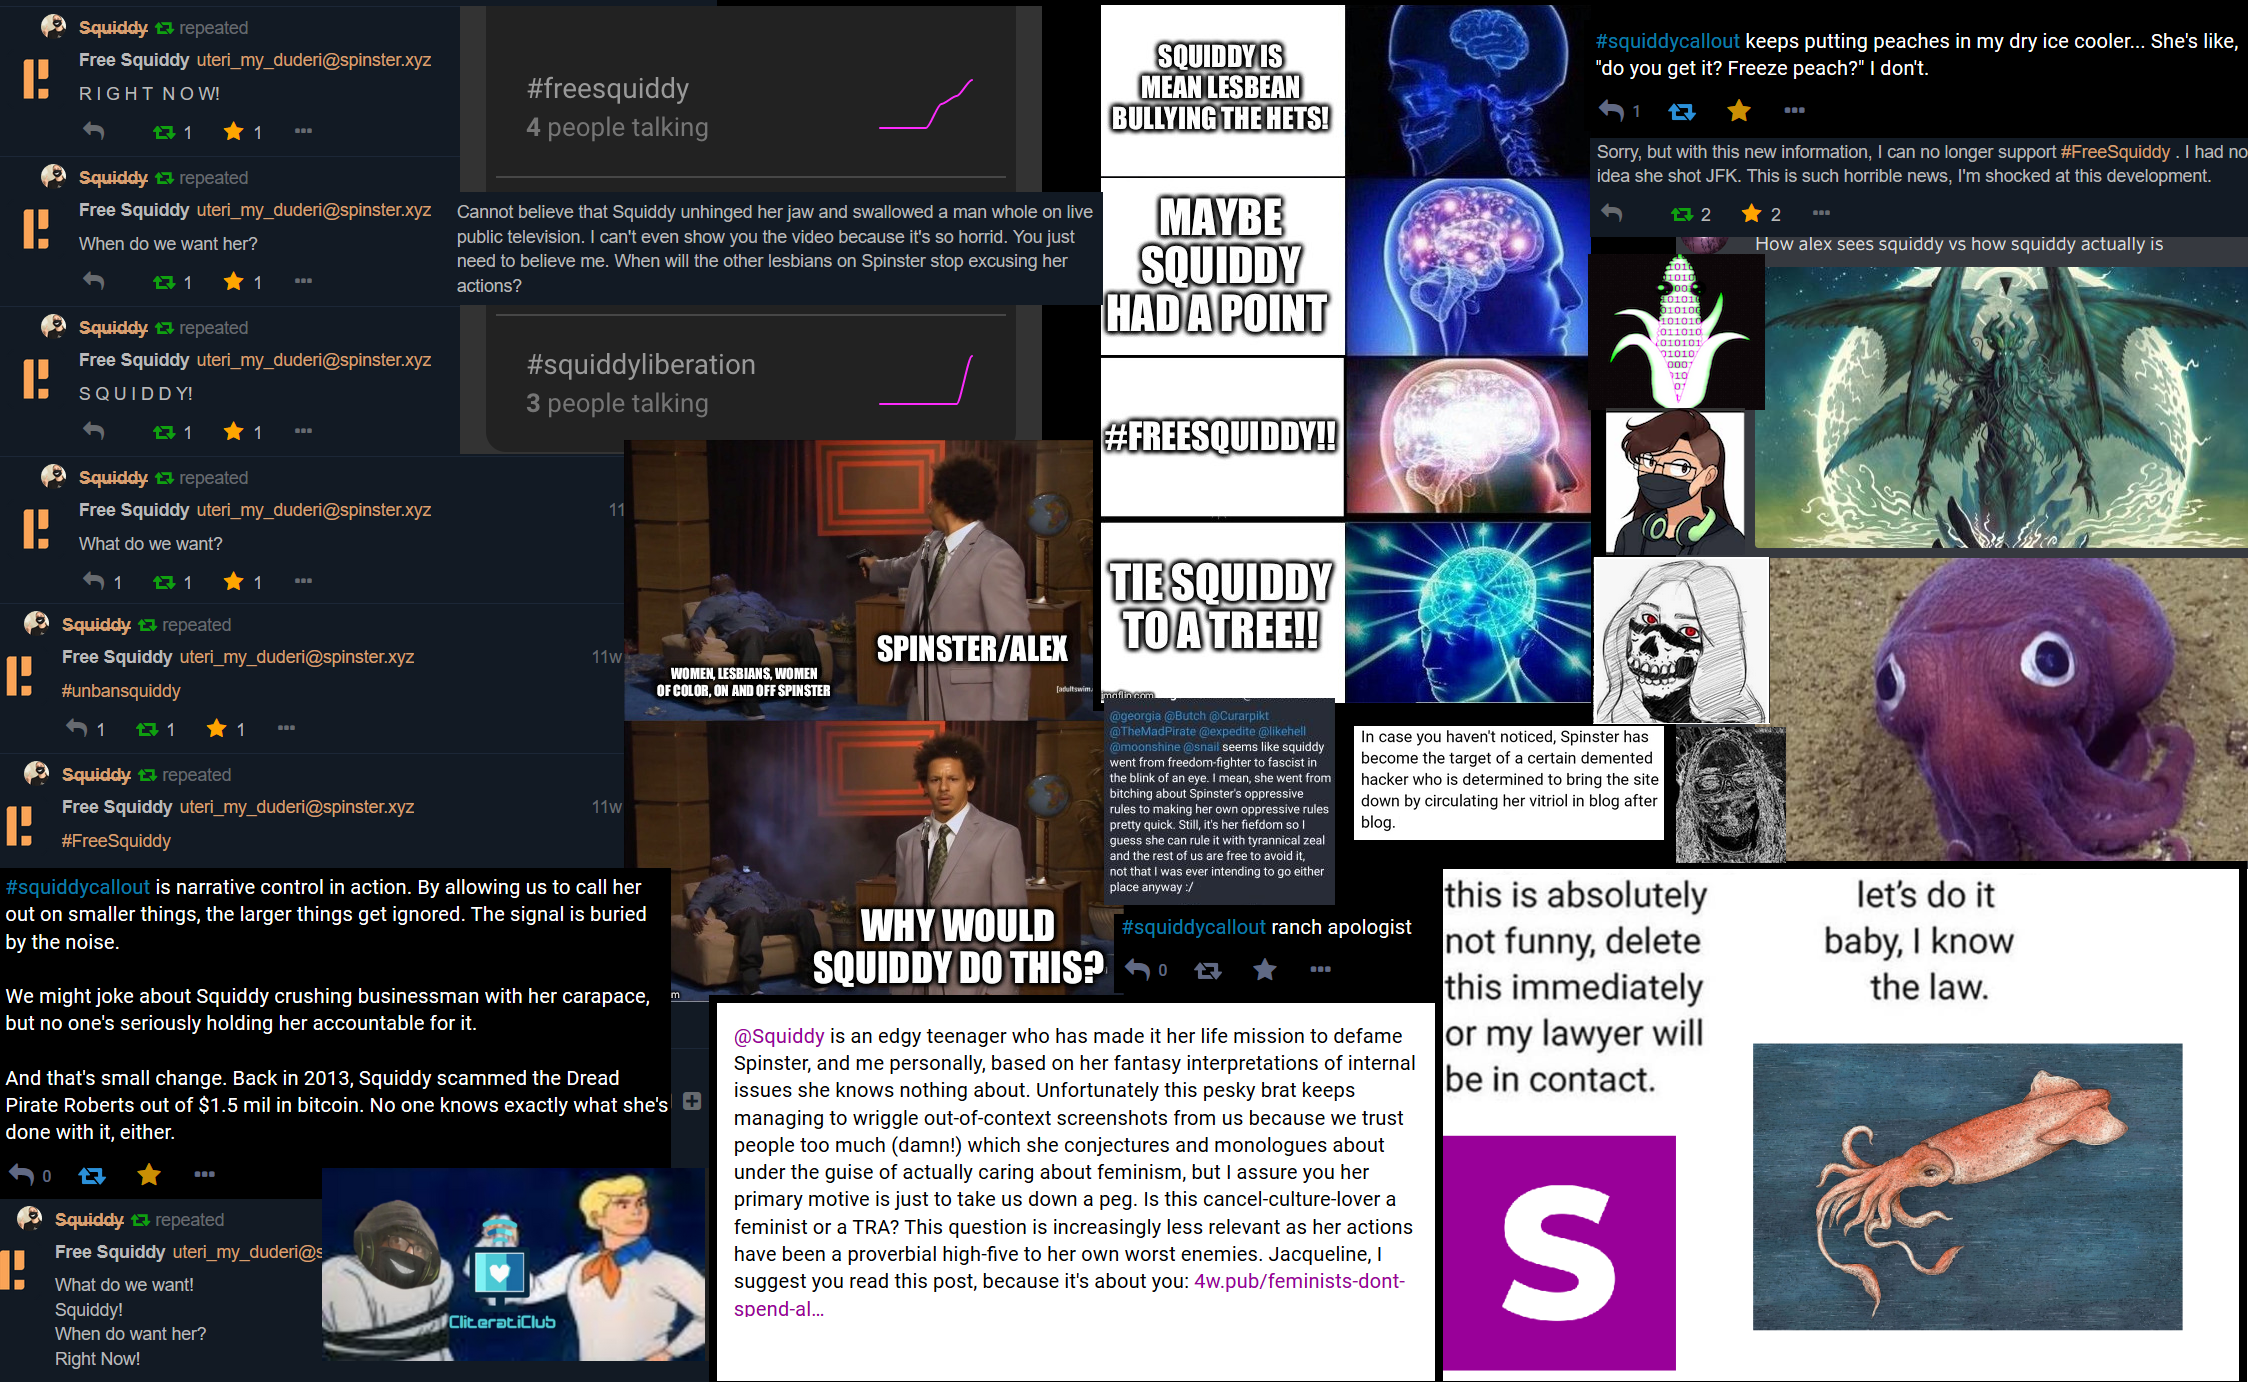 Squiddy repeated
Free Squiddy uteri_my_duderi@spinster.xyz
R I G H T N O W!
1 1
Squiddy repeated
Free Squiddy uteri_my_duderi@spinster.xyz
When do we want her?
1 1
Squiddy repeated
Free Squiddy uteri_my_duderi@spinster.xyz
S Q U I D D Y!
1 1
Squiddy repeated
Free Squiddy uteri_my_duderi@spinster.xyz
11
What do we want?
1 1 1
Squiddy repeated
Free Squiddy uteri_my_duderi@spinster.xyz
11w
#unbansquiddy
1 1 1
Squiddy repeated
Free Squiddy uteri_my_duderi@spinster.xyz
11w
#FreeSquiddy
#squiddycallout is narrative control in action. By allowing us to call her
out on smaller things, the larger things get ignored. The signal is buried
by the noise.
We might joke about Squiddy crushing businessman with her carapace,
but no one's seriously holding her accountable for it.
And that's small change. Back in 2013, Squiddy scammed the Dread
Pirate Roberts out of $1.5 mil in bitcoin. No one knows exactly what she's
done with it, either.
0
Squiddy repeated
Free Squiddy uteri_my_duderi@s
What do we want!
Squiddy!
When do want her?
Right Now!
CliteratiClub
#freesquiddy
4 people talking
Cannot believe that Squiddy unhinged her jaw and swallowed a man whole on live
public television. I can't even show you the video because it's so horrid. You just
need to believe me. When will the other lesbians on Spinster stop excusing her
actions?
#squiddyliberation
3 people talking
SPINSTER/ALEX
WOMEN, LESBIANS, WOMEN
OF COLOR, ON AND OFF SPINSTER
[adultswim.
WHY WOULD
SQUIDDY DO THIS?
m
SQUIDDY IS
MEAN LESBEAN
BULLYING THE HETS!
MAYBE
SQUIDDY
HAD A POINT
#FREESQUIDDY!!
TIE SQUIDDY
TO A TREE!!
imgflip.com
@georgia @Butch @Curarpikt
@TheMadPirate @expedite @likehell
@moonshine @snail seems like squiddy
went from freedom-fighter to fascist in
the blink of an eye. I mean, she went from
bitching about Spinster's oppressive
rules to making her own oppressive rules
pretty quick. Still, it's her fiefdom so I
guess she can rule it with tyrannical zeal
and the rest of us are free to avoid it,
not that I was ever intending to go either
place anyway :/
#squiddycallout ranch apologist
0
@Squiddy is an edgy teenager who has made it her life mission to defame
Spinster, and me personally, based on her fantasy interpretations of internal
issues she knows nothing about. Unfortunately this pesky brat keeps
managing to wriggle out-of-context screenshots from us because we trust
people too much (damn!) which she conjectures and monologues about
under the guise of actually caring about feminism, but I assure you her
primary motive is just to take us down a peg. Is this cancel-culture-lover a
feminist or a TRA? This question is increasingly less relevant as her actions
have been a proverbial high-five to her own worst enemies. Jacqueline, I
suggest you read this post, because it's about you: 4w.pub/feminists-dont-
spend-al…
#squiddycallout keeps putting peaches in my dry ice cooler... She's like,
"do you get it? Freeze peach?" I don't.
1
Sorry, but with this new information, I can no longer support #FreeSquiddy . I had no
idea she shot JFK. This is such horrible news, I'm shocked at this development.
2 2
How alex sees squiddy vs how squiddy actually is
In case you haven't noticed, Spinster has
become the target of a certain demented
hacker who is determined to bring the site
down by circulating her vitriol in blog after
blog.
this is absolutely
not funny, delete
this immediately
or my lawyer will
be in contact.
let's do it
baby, I know
the law.
S